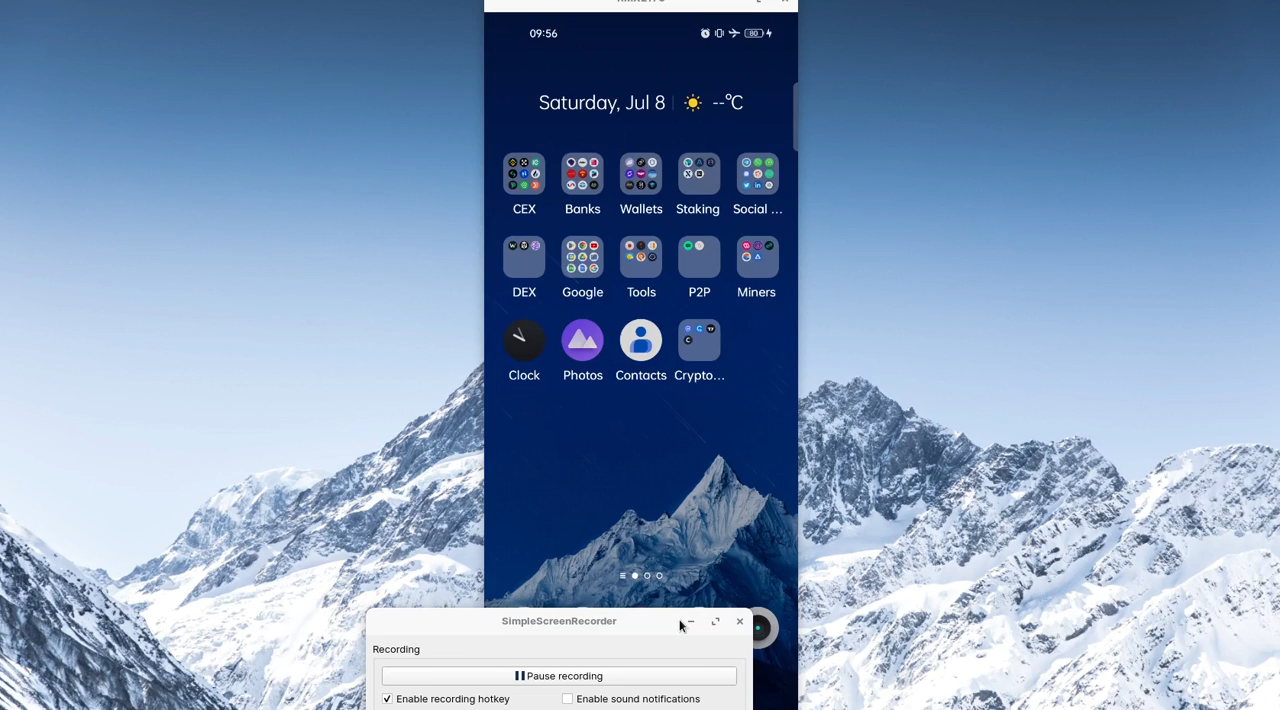 09:56
80
Saturday, Jul 8
--°C
CEX
Banks
Wallets
Staking
Social ...
DEX
Google
Tools
P2P
Miners
Clock
Photos
Contacts
Crypto...
SimpleScreenRecorder
Recording
Pause recording
Enable recording hotkey
Enable sound notifications